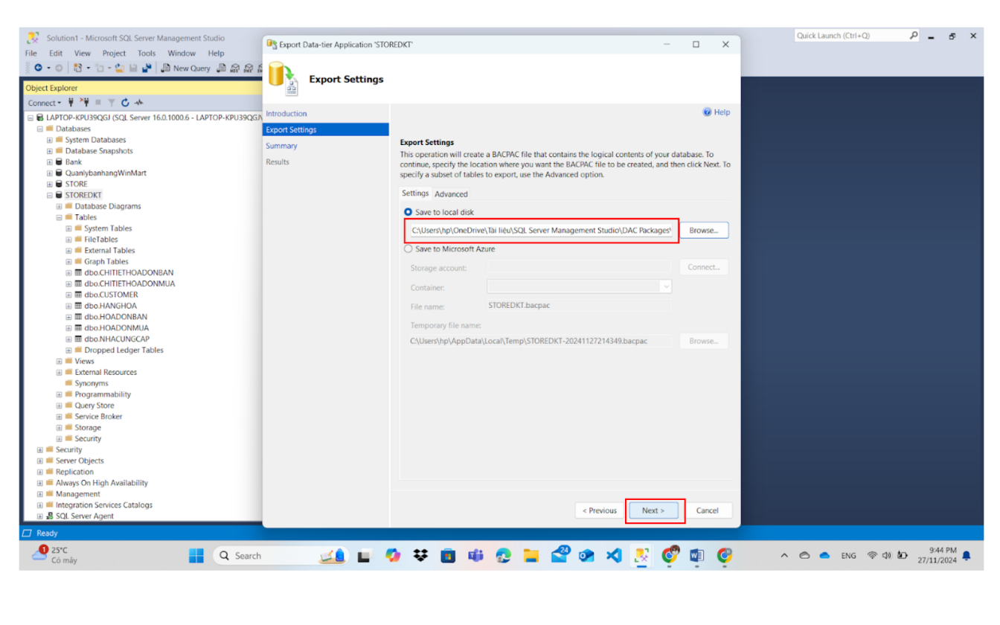 Solution1 - Microsoft SQL Server Management Studio
Quick Launch (Ctrl+Q)
File Edit View Project Tools Window Help
New Query
Object Explorer
Connect
LAPTOP-KPU39QGJ (SQL Server 16.0.1000.6 - LAPTOP-KPU39QGJ\
Databases
System Databases
Database Snapshots
Bank
QuanlybanhangWinMart
STORE
STOREDKT
Database Diagrams
Tables
System Tables
FileTables
External Tables
Graph Tables
dbo.CHITIETHOADONBAN
dbo.CHITIETHOADONMUA
dbo.CUSTOMER
dbo.HANGHOA
dbo.HOADONBAN
dbo.HOADONMUA
dbo.NHACUNGCAP
Dropped Ledger Tables
Views
External Resources
Synonyms
Programmability
Query Store
Service Broker
Storage
Security
Security
Server Objects
Replication
Always On High Availability
Management
Integration Services Catalogs
SQL Server Agent
Export Data-tier Application 'STOREDKT'
Export Settings
Introduction
Export Settings
Summary
Results
Help
Export Settings
This operation will create a BACPAC file that contains the logical contents of your database. To
continue, specify the location where you want the BACPAC file to be created, and then click Next. To
specify a subset of tables to export, use the Advanced option.
Settings Advanced
Save to local disk
C:\Users\hp\OneDrive\Tài liệu\SQL Server Management Studio\DAC Packages\ Browse...
Save to Microsoft Azure
Storage account: Connect...
Container:
File name: STOREDKT.bacpac
Temporary file name:
C:\Users\hp\AppData\Local\Temp\STOREDKT-20241127214349.bacpac Browse...
< Previous Next > Cancel
Ready
1
25°C
Có mây
Search
24
ENG
9:44 PM
27/11/2024